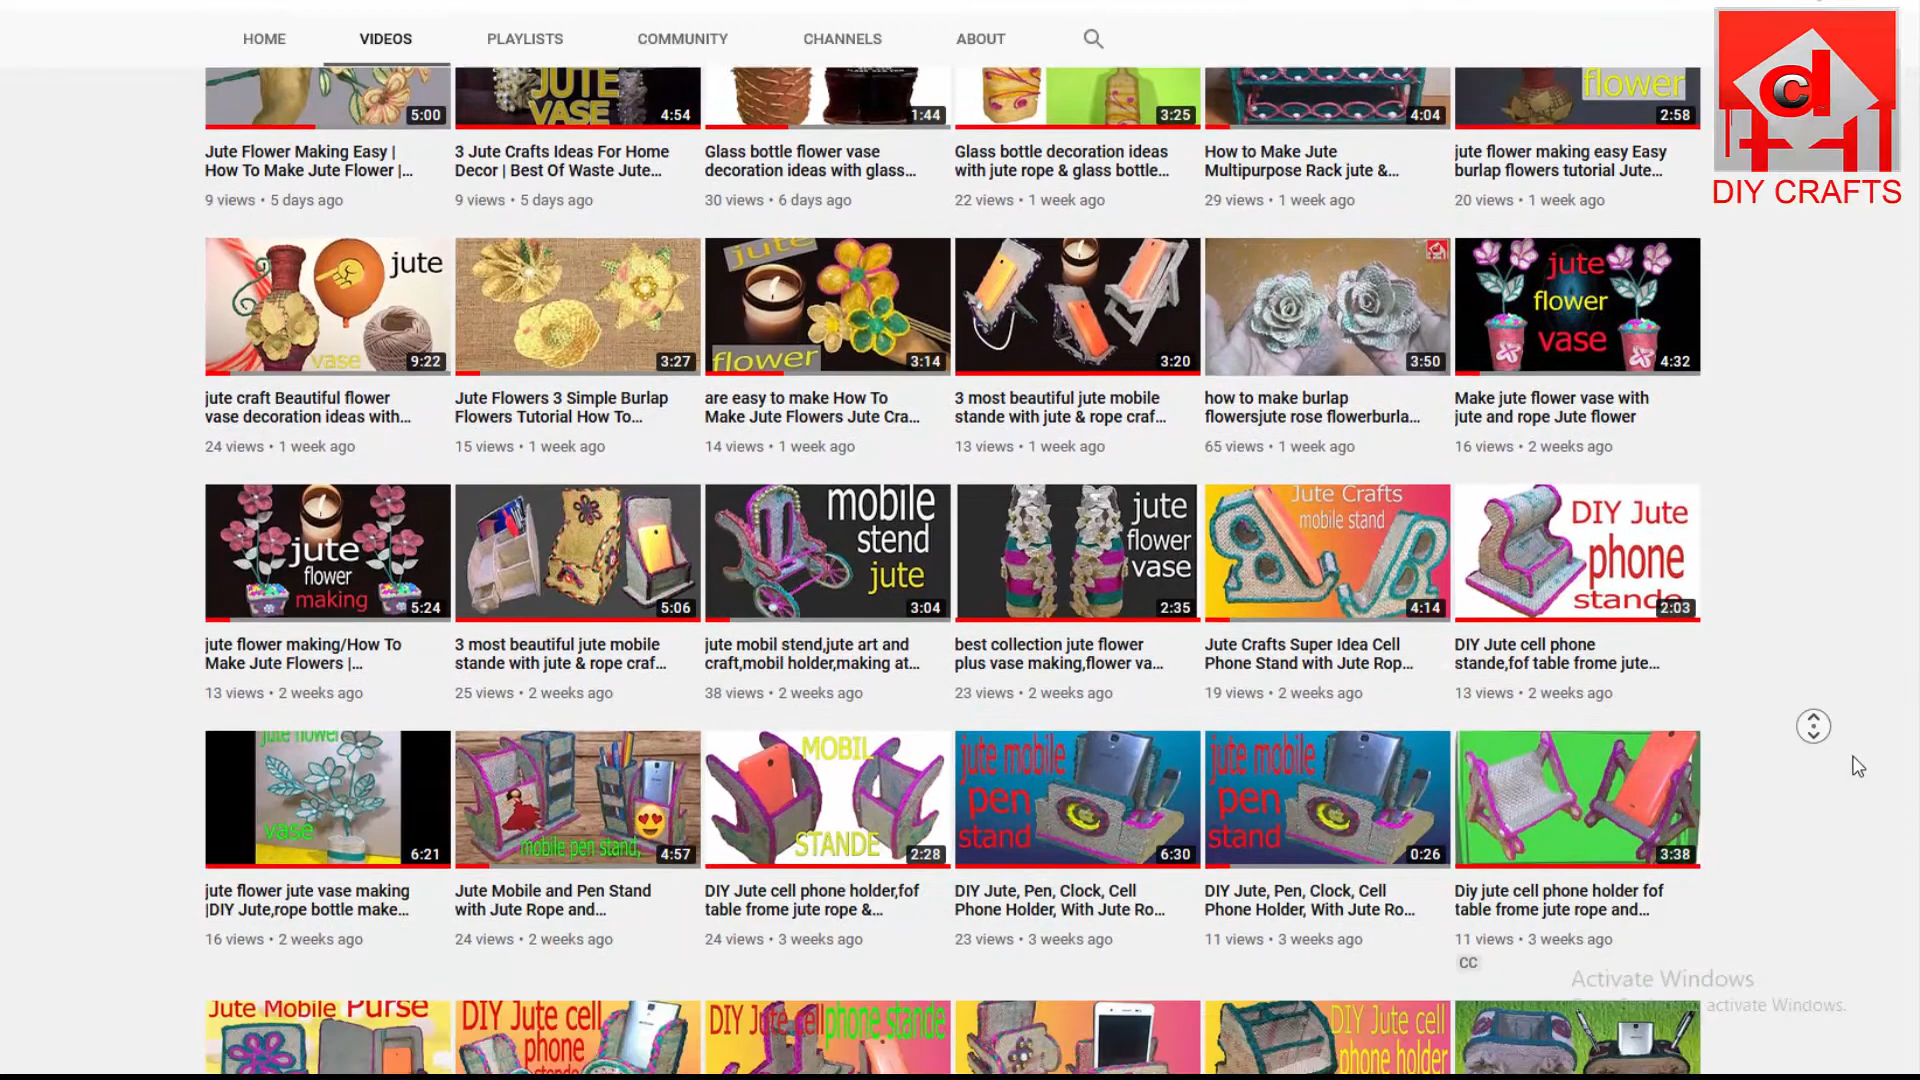 HOME VIDEOS PLAYLISTS COMMUNITY CHANNELS ABOUT
DIY CRAFTS
JUTE
VASE
flower
5:00 4:54 1:44 3:25 4:04 2:58
Jute Flower Making Easy |
How To Make Jute Flower |...
9 views • 5 days ago
3 Jute Crafts Ideas For Home
Decor | Best Of Waste Jute...
9 views • 5 days ago
Glass bottle flower vase
decoration ideas with glass...
30 views • 6 days ago
Glass bottle decoration ideas
with jute rope & glass bottle...
22 views • 1 week ago
How to Make Jute
Multipurpose Rack jute &...
29 views • 1 week ago
jute flower making easy Easy
burlap flowers tutorial Jute...
20 views • 1 week ago
jute
vase
9:22
3:27
jute
flower
3:14
3:20
3:50
jute
flower
vase
4:32
jute craft Beautiful flower
vase decoration ideas with...
24 views • 1 week ago
Jute Flowers 3 Simple Burlap
Flowers Tutorial How To...
15 views • 1 week ago
are easy to make How To
Make Jute Flowers Jute Cra...
14 views • 1 week ago
3 most beautiful jute mobile
stande with jute & rope craf...
13 views • 1 week ago
how to make burlap
flowersjute rose flowerburla...
65 views • 1 week ago
Make jute flower vase with
jute and rope Jute flower
16 views • 2 weeks ago
jute
flower
making
5:24
5:06
mobile
stend
jute
3:04
jute
flower
vase
2:35
Jute Crafts
mobile stand
4:14
DIY Jute
phone
stande
2:03
jute flower making/How To
Make Jute Flowers |...
13 views • 2 weeks ago
3 most beautiful jute mobile
stande with jute & rope craf...
25 views • 2 weeks ago
jute mobil stend,jute art and
craft,mobil holder,making at...
38 views • 2 weeks ago
best collection jute flower
plus vase making,flower va...
23 views • 2 weeks ago
Jute Crafts Super Idea Cell
Phone Stand with Jute Rop...
19 views • 2 weeks ago
DIY Jute cell phone
stande,fof table frome jute...
13 views • 2 weeks ago
jute flower
vase
6:21
mobile pen stand,
4:57
MOBIL
STANDE
2:28
jute mobile
pen
stand
6:30
jute mobile
pen
stand
0:26
3:38
jute flower jute vase making
|DIY Jute,rope bottle make...
16 views • 2 weeks ago
Jute Mobile and Pen Stand
with Jute Rope and...
24 views • 2 weeks ago
DIY Jute cell phone holder,fof
table frome jute rope &...
24 views • 3 weeks ago
DIY Jute, Pen, Clock, Cell
Phone Holder, With Jute Ro...
23 views • 3 weeks ago
DIY Jute, Pen, Clock, Cell
Phone Holder, With Jute Ro...
11 views • 3 weeks ago
Diy jute cell phone holder fof
table frome jute rope and...
11 views • 3 weeks ago
CC
Activate Windows
activate Windows.
Jute Mobile Purse
DIY Jute cell
phone
DIY Jute cell phone stande
DIY Jute cell
phone holder